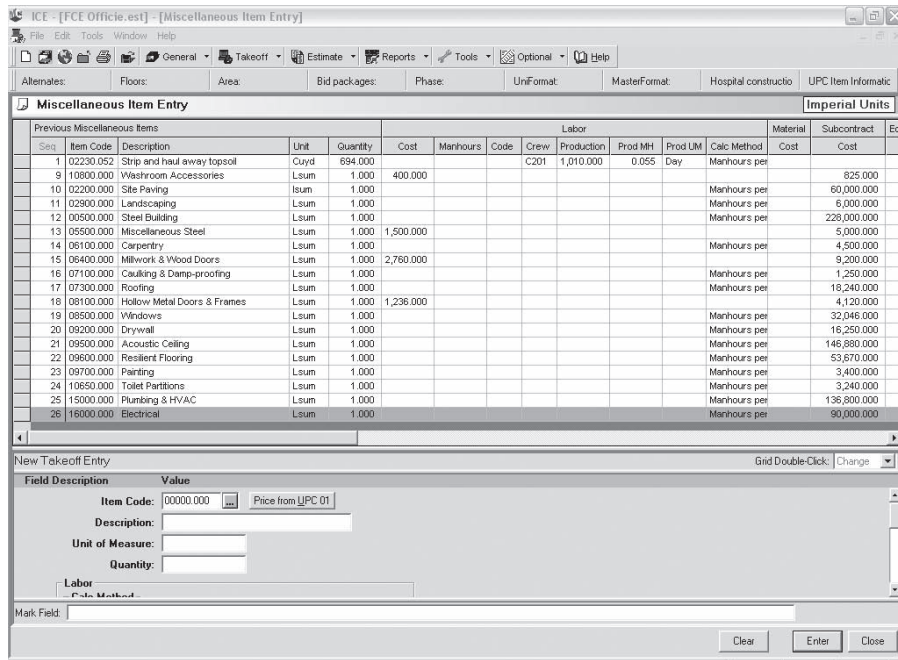 ICE - [FCE Officie.est] - [Miscellaneous Item Entry]
File Edit Tools Window Help
General Takeoff Estimate Reports Tools Optional Help
Alternates: Floors: Area: Bid packages: Phase: UniFormat: MasterFormat: Hospital constructio UPC Item Informatic
Miscellaneous Item Entry Imperial Units
Previous Miscellaneous Items Labor Material Subcontract Ec
Seq Item Code Description Unit Quantity Cost Manhours Code Crew Production Prod MH Prod UM Calc Method Cost Cost
1 02230.052 Strip and haul away topsoil Cuyd 694.000 C201 1,010.000 0.055 Day Manhours per
9 10800.000 Washroom Accessories Lsum 1.000 400.000 825.000
10 02200.000 Site Paving lsum 1.000 Manhours per 60,000.000
11 02900.000 Landscaping Lsum 1.000 Manhours per 6,000.000
12 00500.000 Steel Building Lsum 1.000 Manhours per 228,000.000
13 05500.000 Miscellaneous Steel Lsum 1.000 1,500.000 5,000.000
14 06100.000 Carpentry Lsum 1.000 Manhours per 4,500.000
15 06400.000 Millwork & Wood Doors Lsum 1.000 2,760.000 9,200.000
16 07100.000 Caulking & Damp-proofing Lsum 1.000 Manhours per 1,250.000
17 07300.000 Roofing Lsum 1.000 Manhours per 18,240.000
18 08100.000 Hollow Metal Doors & Frames Lsum 1.000 1,236.000 4,120.000
19 08500.000 Windows Lsum 1.000 Manhours per 32,046.000
20 09200.000 Drywall Lsum 1.000 Manhours per 16,250.000
21 09500.000 Acoustic Ceiling Lsum 1.000 Manhours per 146,880.000
22 09600.000 Resilient Flooring Lsum 1.000 Manhours per 53,670.000
23 09700.000 Painting Lsum 1.000 Manhours per 3,400.000
24 10650.000 Toilet Partitions Lsum 1.000 Manhours per 3,240.000
25 15000.000 Plumbing & HVAC Lsum 1.000 Manhours per 136,800.000
26 16000.000 Electrical Lsum 1.000 Manhours per 90,000.000
New Takeoff Entry Grid Double-Click: Change
Field Description Value
Item Code: 00000.000 ... Price from UPC 01
Description:
Unit of Measure:
Quantity:
Labor
Calc Method
Mark Field:
Clear Enter Close